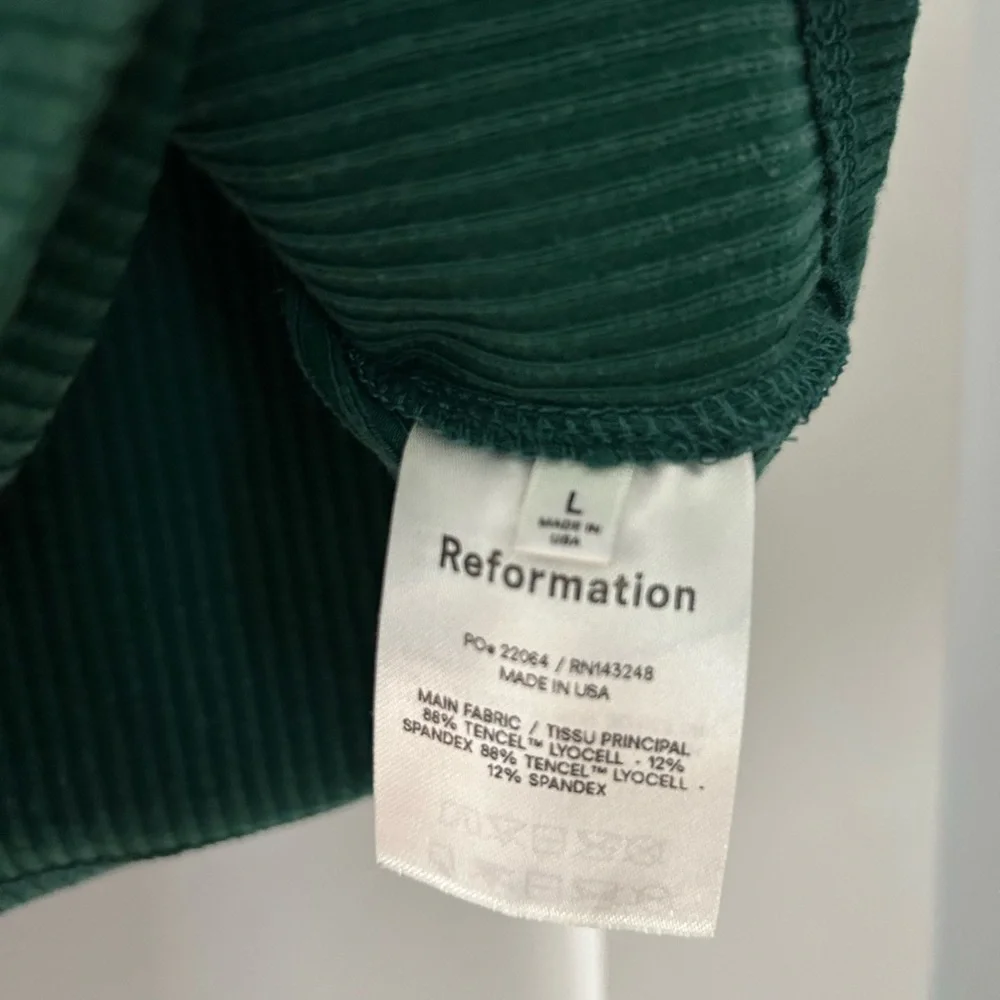 L
MADE IN
USA
Reformation
PO# 22064 / RN143248
MADE IN USA
MAIN FABRIC / TISSU PRINCIPAL
88% TENCEL™ LYOCELL · 12%
SPANDEX 88% TENCEL™ LYOCELL ·
12% SPANDEX